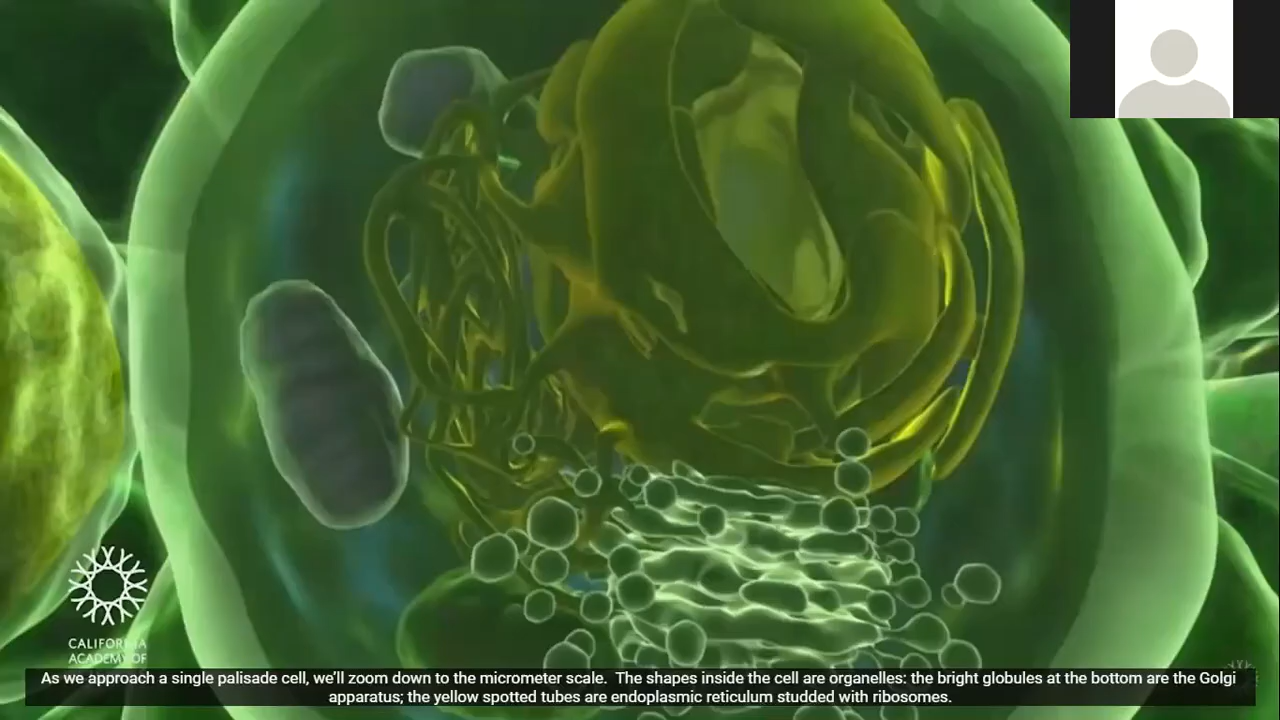 CALIFORNIA
ACADEMY OF
As we approach a single palisade cell, we'll zoom down to the micrometer scale.  The shapes inside the cell are organelles: the bright globules at the bottom are the Golgi
apparatus; the yellow spotted tubes are endoplasmic reticulum studded with ribosomes.